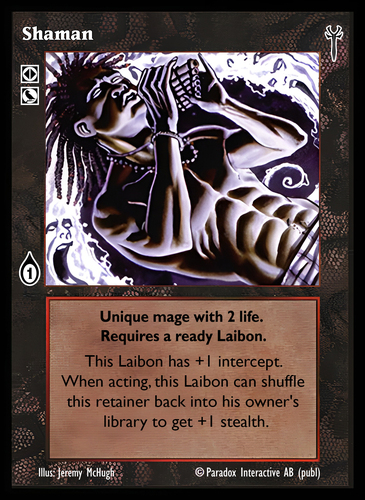 Shaman
1
Unique mage with 2 life.
Requires a ready Laibon.
This Laibon has +1 intercept.
When acting, this Laibon can shuffle
this retainer back into his owner's
library to get +1 stealth.
Illus: Jeremy McHugh
© Paradox Interactive AB (publ)